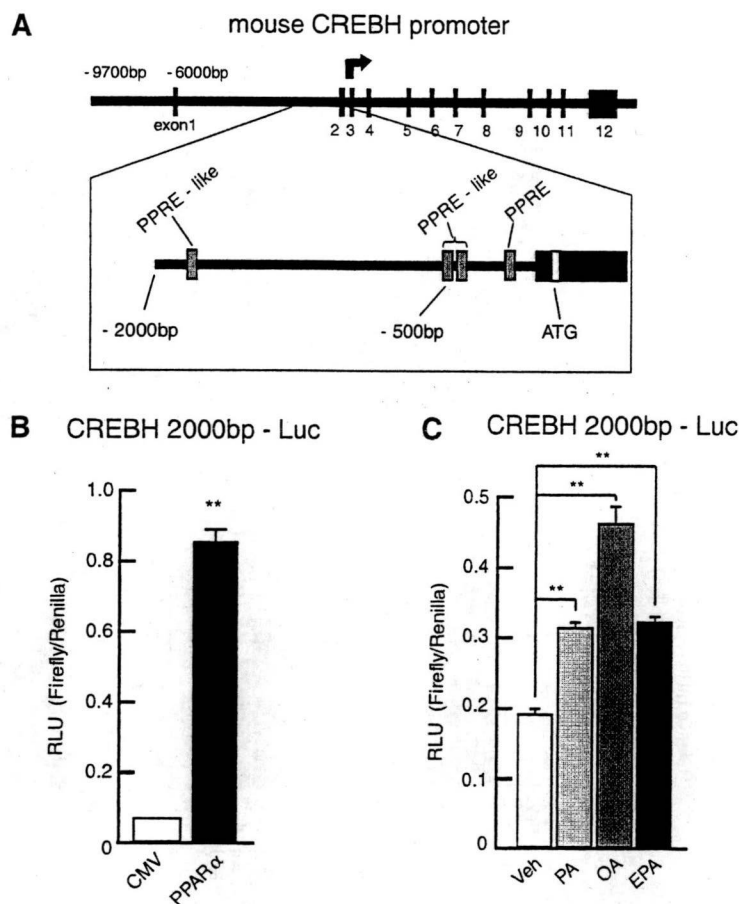 A
mouse CREBH promoter
- 9700bp
- 6000bp
exon1
2 3 4 5 6 7 8 9 10 11 12
PPRE - like
PPRE - like
PPRE
- 2000bp
- 500bp
ATG
B
CREBH 2000bp - Luc
RLU (Firefly/Renilla)
1.0
0.8
0.6
0.4
0.2
0
**
CMV
PPARα
C
CREBH 2000bp - Luc
RLU (Firefly/Renilla)
0.5
0.4
0.3
0.2
0.1
0
**
**
**
Veh
PA
OA
EPA